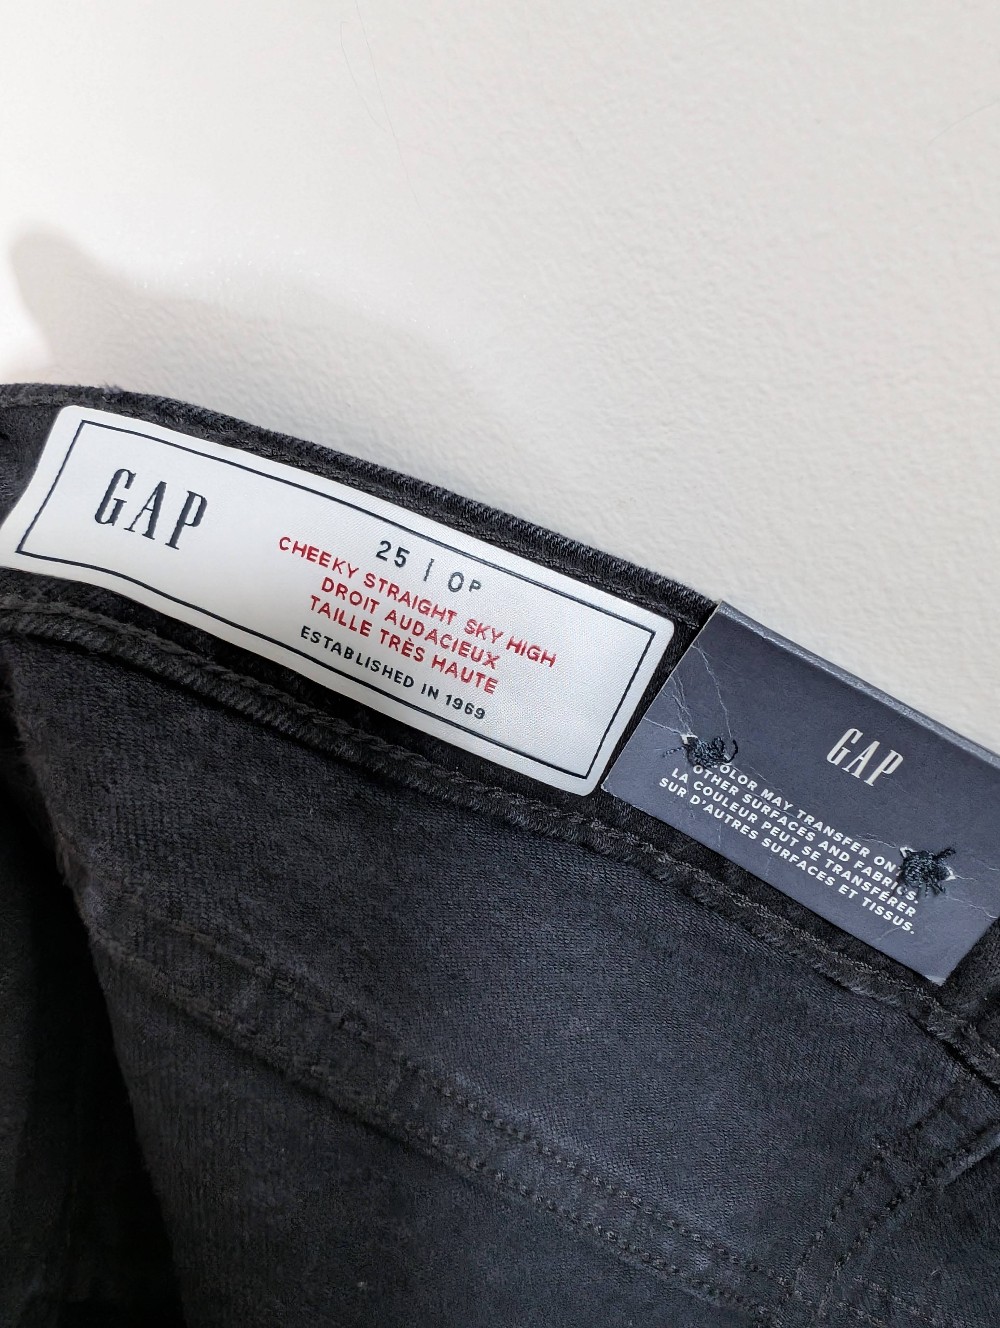 GAP
25 | 0P
CHEEKY STRAIGHT SKY HIGH
DROIT AUDACIEUX
TAILLE TRÈS HAUTE
ESTABLISHED IN 1969
GAP
COLOR MAY TRANSFER ONTO
OTHER SURFACES AND FABRICS.
LA COULEUR PEUT SE TRANSFÉRER
SUR D'AUTRES SURFACES ET TISSUS.